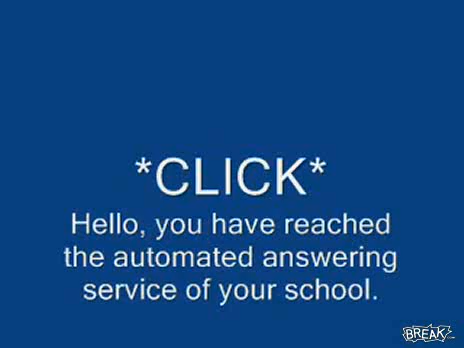 *CLICK*
Hello, you have reached
the automated answering
service of your school.
BREAK